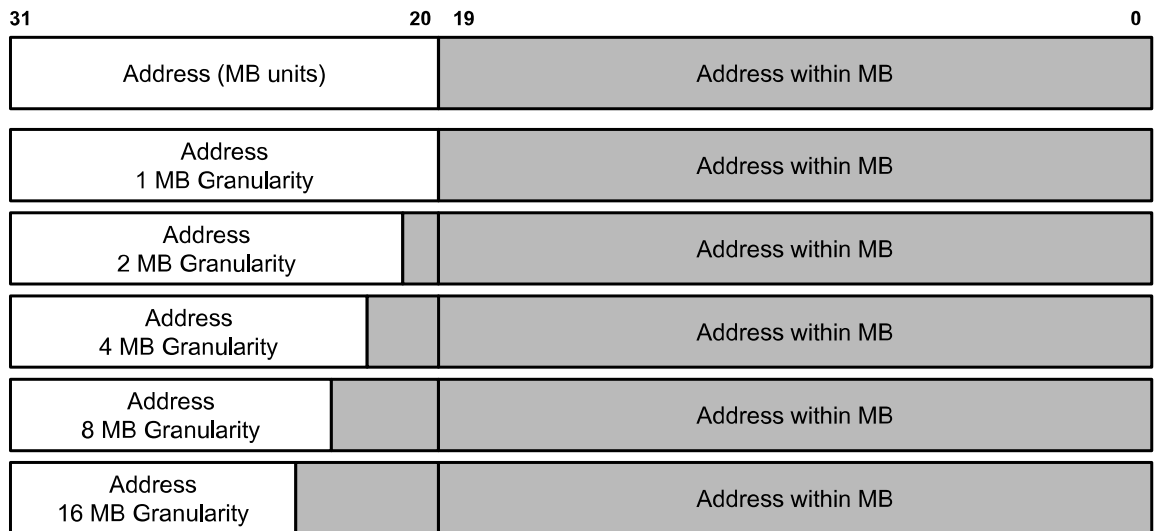 31 20 19 0
Address (MB units) Address within MB
Address
1 MB Granularity
Address within MB
Address
2 MB Granularity
Address within MB
Address
4 MB Granularity
Address within MB
Address
8 MB Granularity
Address within MB
Address
16 MB Granularity
Address within MB